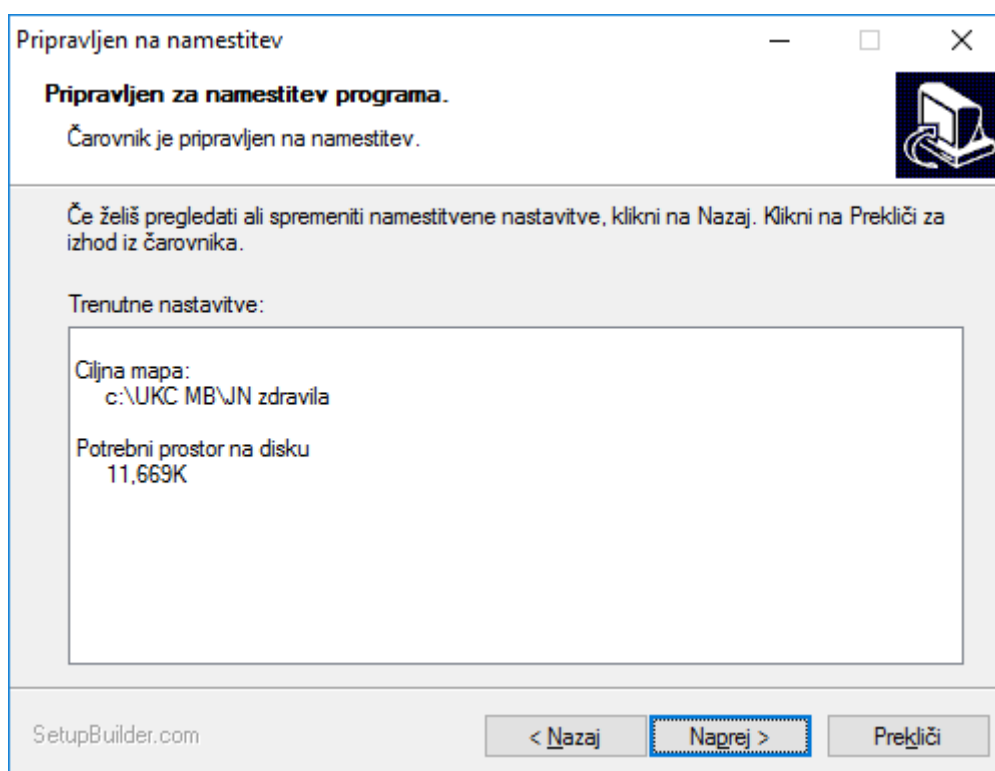 Pripravljen na namestitev
Pripravljen za namestitev programa.
Čarovnik je pripravljen na namestitev.
Če želiš pregledati ali spremeniti namestitvene nastavitve, klikni na Nazaj. Klikni na Prekliči za
izhod iz čarovnika.
Trenutne nastavitve:
Ciljna mapa:
c:\UKC MB\JN zdravila
Potrebni prostor na disku
11,669K
SetupBuilder.com
< Nazaj
Naprej >
Prekliči